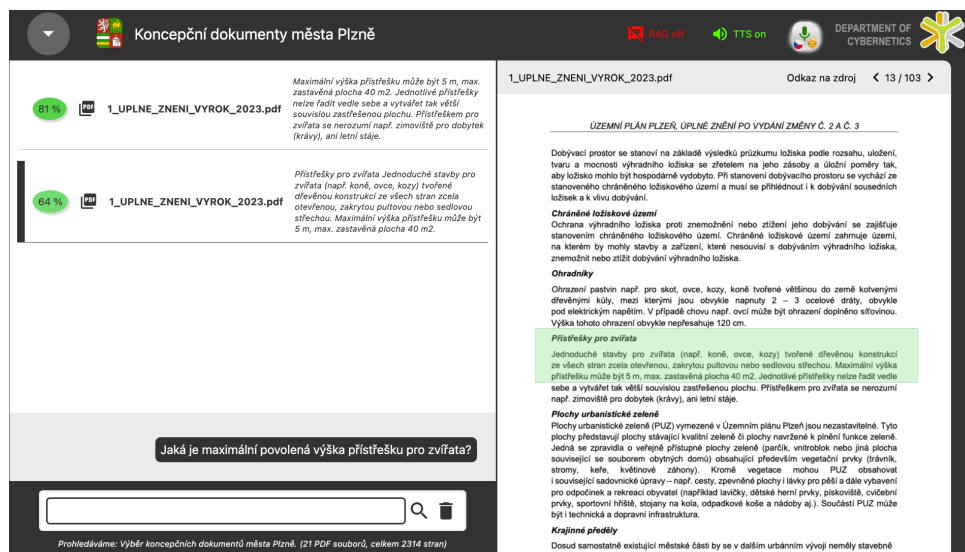 Koncepční dokumenty města Plzně
RAG off
TTS on
DEPARTMENT OF
CYBERNETICS
81 %
PDF
1_UPLNE_ZNENI_VYROK_2023.pdf
Maximální výška přístřešku může být 5 m, max.
zastavěná plocha 40 m2. Jednotlivé přístřešky
nelze řadit vedle sebe a vytvářet tak větší
souvislou zastřešenou plochu. Přístřeškem pro
zvířata se nerozumí např. zimoviště pro dobytek
(krávy), ani letní stáje.
64 %
PDF
1_UPLNE_ZNENI_VYROK_2023.pdf
Přístřešky pro zvířata Jednoduché stavby pro
zvířata (např. koně, ovce, kozy) tvořené
dřevěnou konstrukcí ze všech stran zcela
otevřenou, zakrytou pultovou nebo sedlovou
střechou. Maximální výška přístřešku může být
5 m, max. zastavěná plocha 40 m2.
Jaká je maximální povolená výška přístřešku pro zvířata?
Prohledáváme: Výběr koncepčních dokumentů města Plzně. (21 PDF souborů, celkem 2314 stran)
1_UPLNE_ZNENI_VYROK_2023.pdf
Odkaz na zdroj
13 / 103
ÚZEMNÍ PLÁN PLZEŇ, ÚPLNÉ ZNĚNÍ PO VYDÁNÍ ZMĚNY Č. 2 A Č. 3
Dobývací prostor se stanoví na základě výsledků průzkumu ložiska podle rozsahu, uložení,
tvaru a mocnosti výhradního ložiska se zřetelem na jeho zásoby a úložní poměry tak,
aby ložisko mohlo být hospodárně vydobyto. Při stanovení dobývacího prostoru se vychází ze
stanoveného chráněného ložiskového území a musí se přihlédnout i k dobývání sousedních
ložisek a k vlivu dobývání.
Chráněné ložiskové území
Ochrana výhradního ložiska proti znemožnění nebo ztížení jeho dobývání se zajišťuje
stanovením chráněného ložiskového území. Chráněné ložiskové území zahrnuje území,
na kterém by mohly stavby a zařízení, které nesouvisí s dobýváním výhradního ložiska,
znemožnit nebo ztížit dobývání výhradního ložiska.
Ohradníky
Ohrazení pastvin např. pro skot, ovce, kozy, koně tvořené většinou do země kotvenými
dřevěnými kůly, mezi kterými jsou obvykle napnuty 2 – 3 ocelové dráty, obvykle
pod elektrickým napětím. V případě chovu např. ovcí může být ohrazení doplněno síťovinou.
Výška tohoto ohrazení obvykle nepřesahuje 120 cm.
Přístřešky pro zvířata
Jednoduché stavby pro zvířata (např. koně, ovce, kozy) tvořené dřevěnou konstrukcí
ze všech stran zcela otevřenou, zakrytou pultovou nebo sedlovou střechou. Maximální výška
přístřešku může být 5 m, max. zastavěná plocha 40 m2. Jednotlivé přístřešky nelze řadit vedle
sebe a vytvářet tak větší souvislou zastřešenou plochu. Přístřeškem pro zvířata se nerozumí
např. zimoviště pro dobytek (krávy), ani letní stáje.
Plochy urbanistické zeleně
Plochy urbanistické zeleně (PUZ) vymezené v Územním plánu Plzeň jsou nezastavitelné. Tyto
plochy představují plochy stávající kvalitní zeleně či plochy navržené k plnění funkce zeleně.
Jedná se zpravidla o veřejně přístupné plochy zeleně (parčík, vnitroblok nebo jiná plocha
související se souborem obytných domů) obsahující především vegetační prvky (trávník,
stromy, keře, květinové záhony). Kromě vegetace mohou PUZ obsahovat
i související sadovnické úpravy – např. cesty, zpevněné plochy i lávky pro pěší a dále vybavení
pro odpočinek a rekreaci obyvatel (například lavičky, dětské herní prvky, pískoviště, cvičební
prvky, sportovní hřiště, stojany na kola, odpadkové koše a nádoby aj.). Součástí PUZ může
být i technická a dopravní infrastruktura.
Krajinné předěly
Dosud samostatně existující městské části by se v dalším urbánním vývoji neměly stavebně